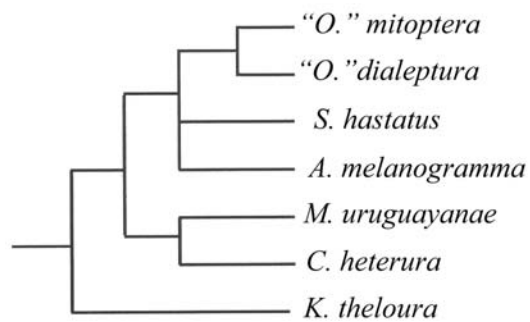 “O.” mitoptera
“O.”dialeptura
S. hastatus
A. melanogramma
M. uruguayanae
C. heterura
K. theloura